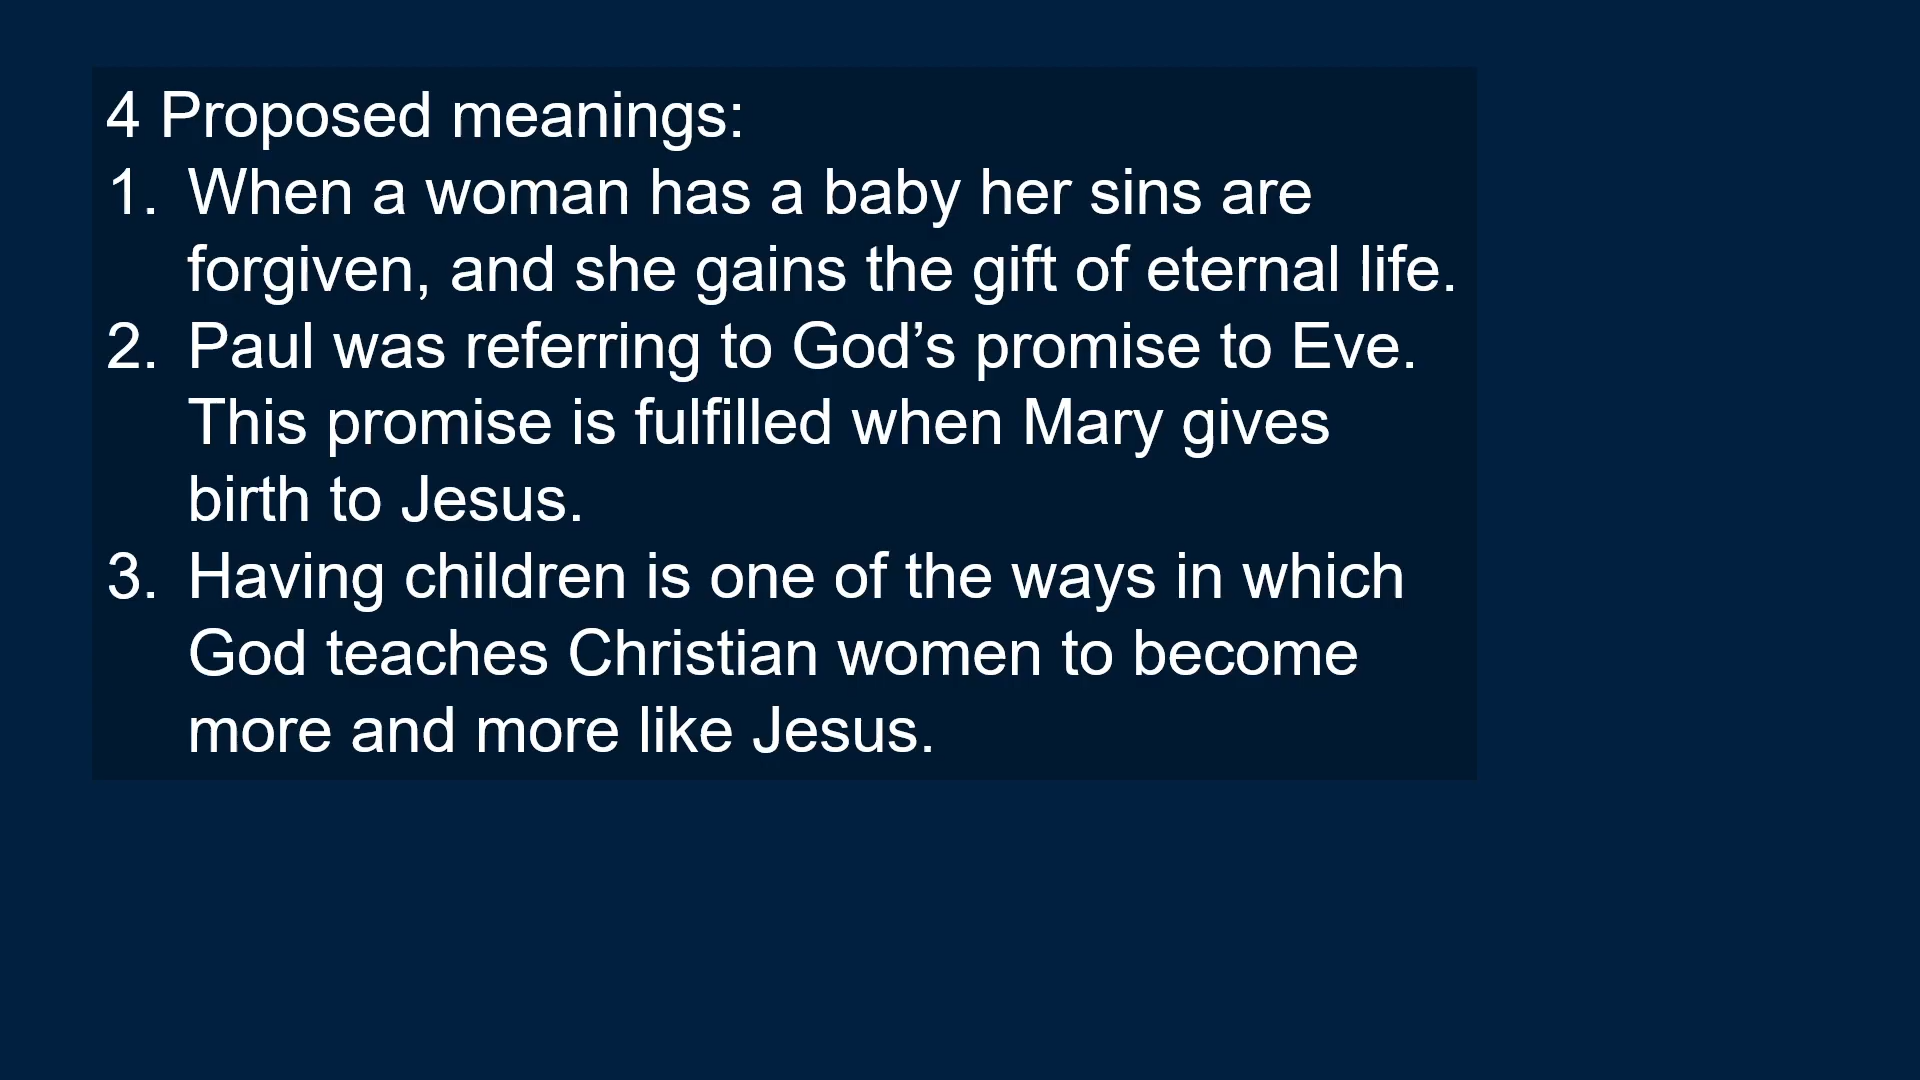 4 Proposed meanings:
1. When a woman has a baby her sins are
forgiven, and she gains the gift of eternal life.
2. Paul was referring to God’s promise to Eve.
This promise is fulfilled when Mary gives
birth to Jesus.
3. Having children is one of the ways in which
God teaches Christian women to become
more and more like Jesus.